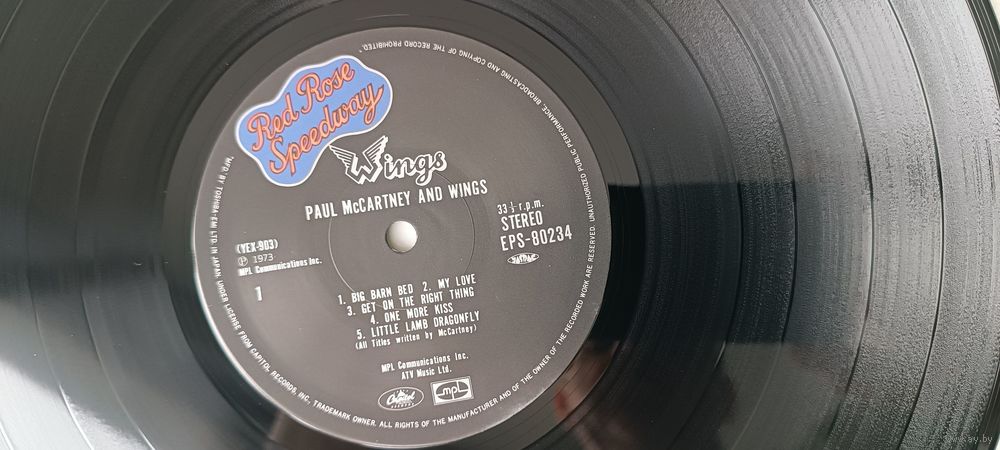 Red Rose
Speedway
Wings
PAUL McCARTNEY AND WINGS
33⅓ r.p.m.
STEREO
EPS-80234
JASRAC
(YEX-903)
Ⓟ 1973
MPL Communications Inc.
1
1. BIG BARN BED 2. MY LOVE
3. GET ON THE RIGHT THING
4. ONE MORE KISS
5. LITTLE LAMB DRAGONFLY
(All Titles written by McCartney)
MPL Communications Inc.
ATV Music Ltd.
Capitol
RECORDS
MPL
"MFD. BY TOSHIBA-EMI LTD. IN JAPAN UNDER LICENSE FROM CAPITOL RECORDS, INC. TRADEMARK OWNER. ALL RIGHTS OF THE MANUFACTURER AND OF THE OWNER OF THE RECORDED WORK ARE RESERVED. UNAUTHORIZED PUBLIC PERFORMANCE BROADCASTING AND COPYING OF THE RECORD PROHIBITED."